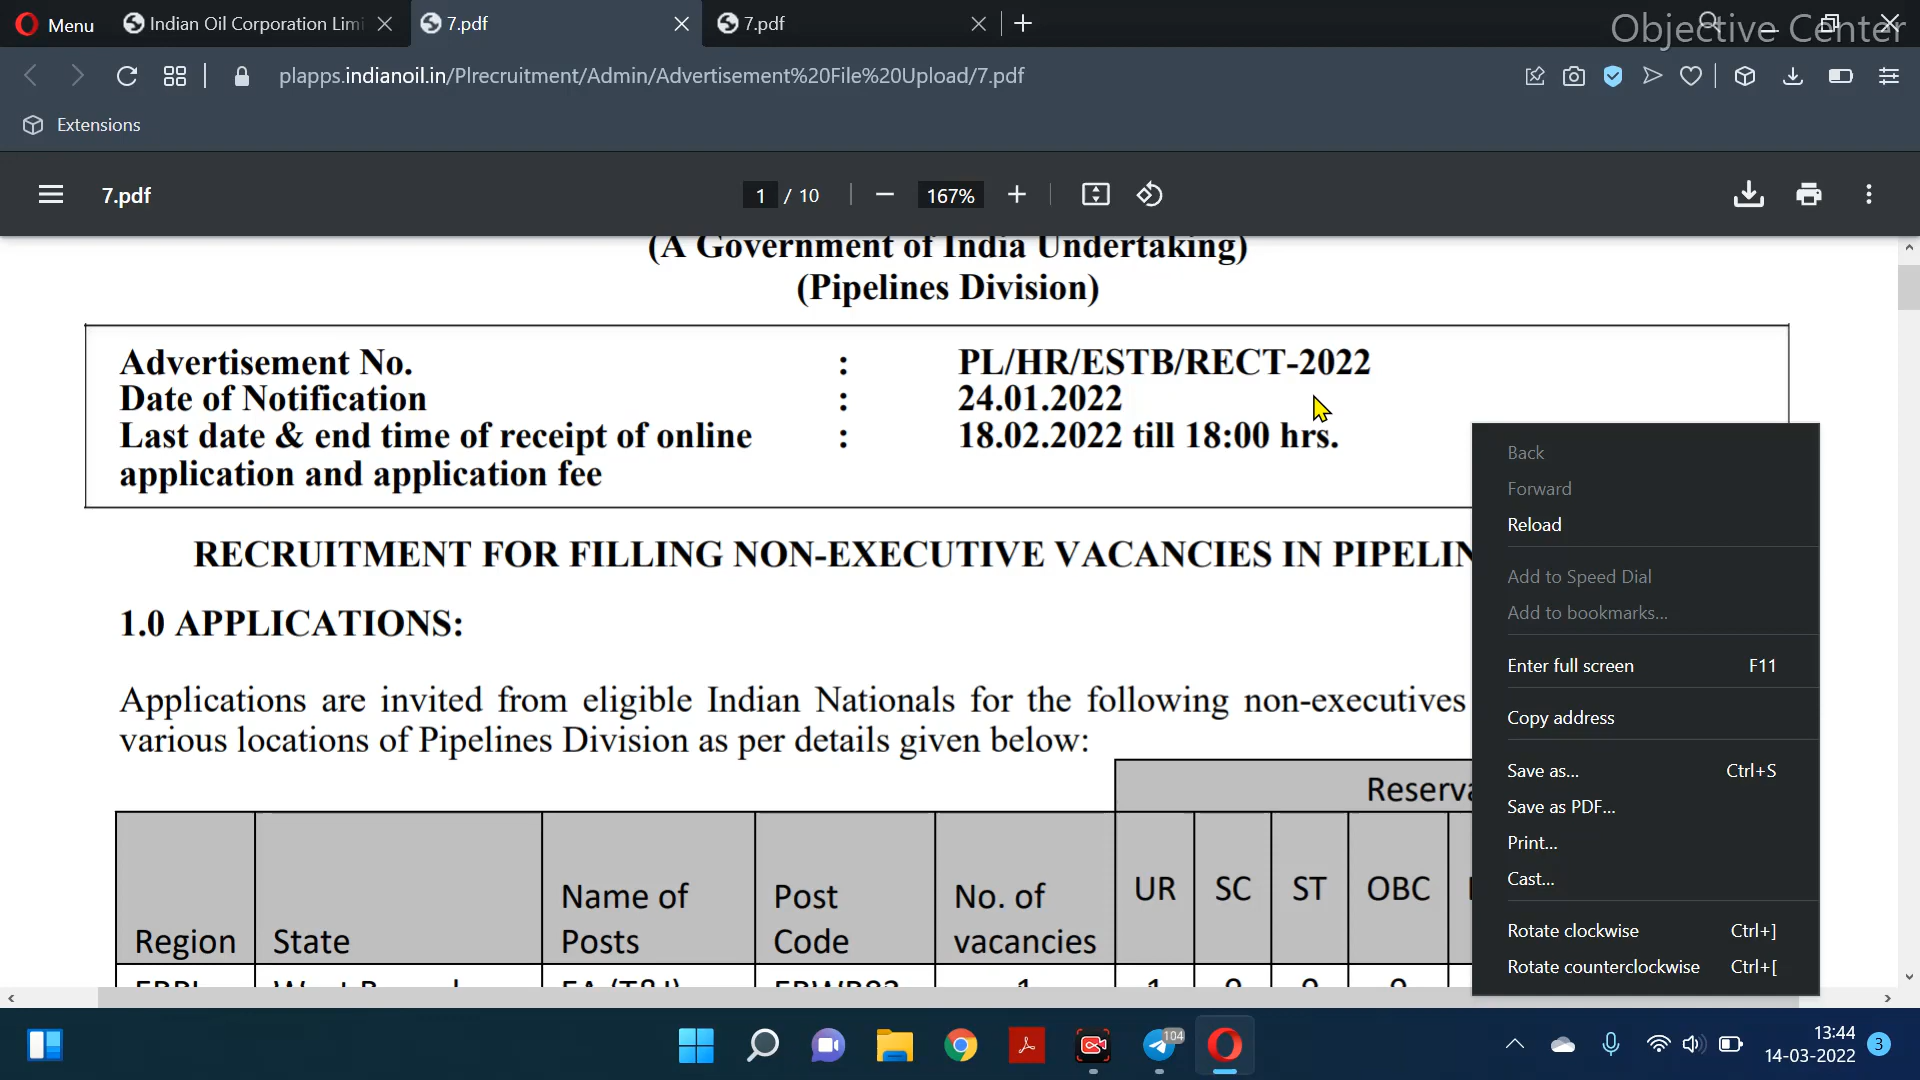 Menu
Indian Oil Corporation Limi
7.pdf
7.pdf
Objective Center
plapps.indianoil.in/Plrecruitment/Admin/Advertisement%20File%20Upload/7.pdf
Extensions
7.pdf
1 / 10
167%
(A Government of India Undertaking)
(Pipelines Division)
Advertisement No. : PL/HR/ESTB/RECT-2022
Date of Notification : 24.01.2022
Last date & end time of receipt of online : 18.02.2022 till 18:00 hrs.
application and application fee
RECRUITMENT FOR FILLING NON-EXECUTIVE VACANCIES IN PIPELIN
1.0 APPLICATIONS:
Applications are invited from eligible Indian Nationals for the following non-executives
various locations of Pipelines Division as per details given below:
Reserva
Region State Name of Posts Post Code No. of vacancies UR SC ST OBC
Back
Forward
Reload
Add to Speed Dial
Add to bookmarks...
Enter full screen F11
Copy address
Save as... Ctrl+S
Save as PDF...
Print...
Cast...
Rotate clockwise Ctrl+]
Rotate counterclockwise Ctrl+[
104
13:44
14-03-2022
3